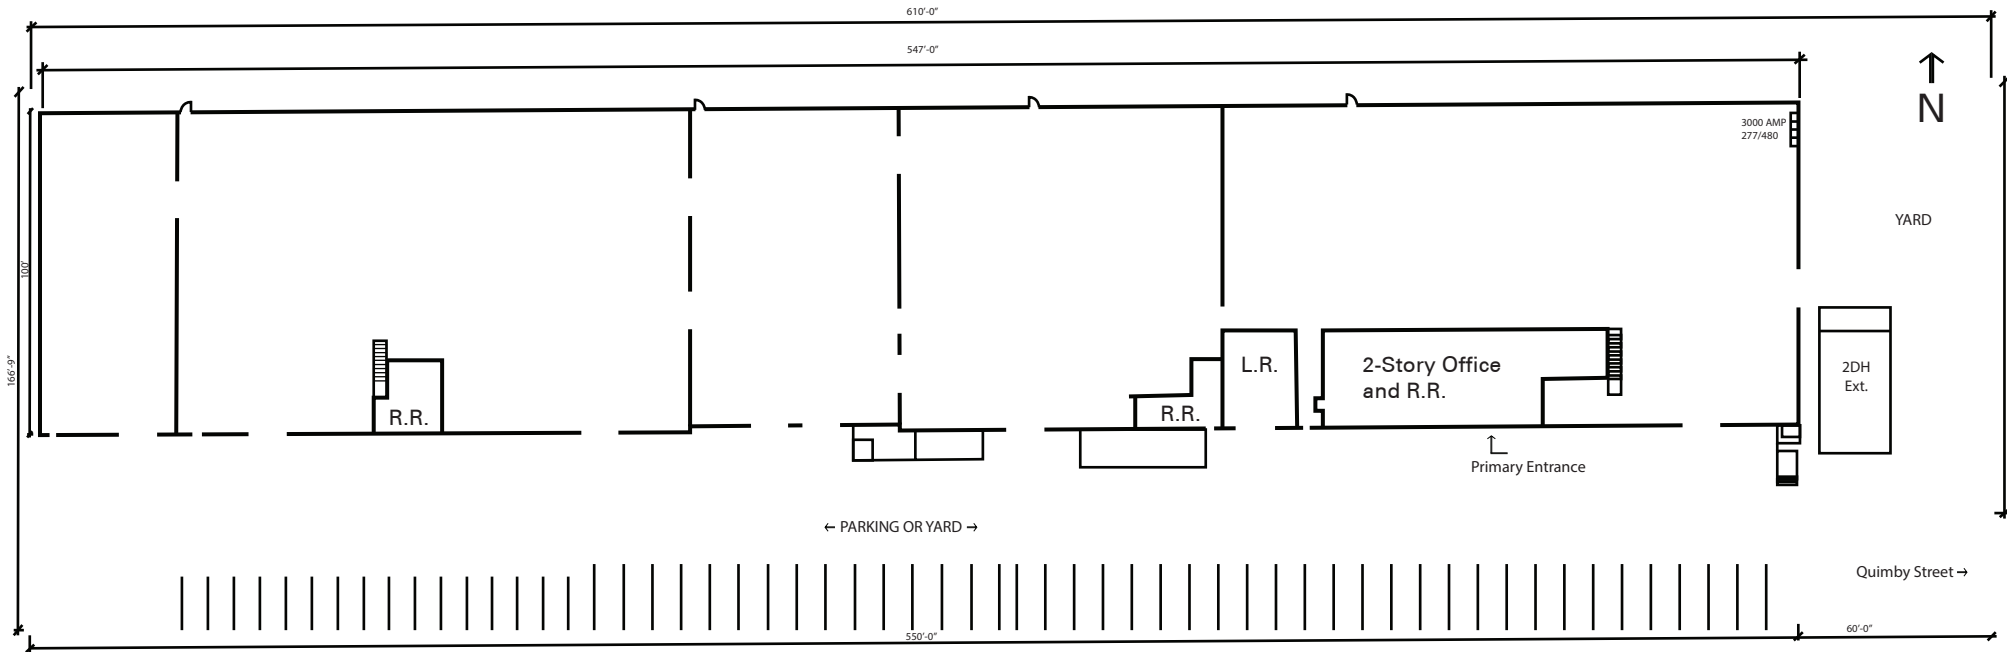 610'-0"
547'-0"
N
3000 AMP
277/480
YARD
100'
166'-9"
2DH
Ext.
L.R.
2-Story Office
and R.R.
R.R.
R.R.
Primary Entrance
← PARKING OR YARD →
Quimby Street →
550'-0"
60'-0"